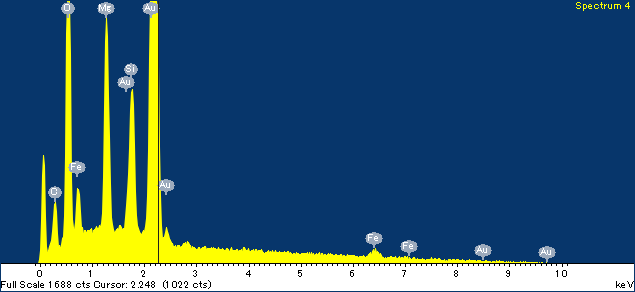 Spectrum 4
O Mg Au
Si
Au
Fe
Au
Fe
Fe
Au
Au
0 1 2 3 4 5 6 7 8 9 10
Full Scale 1688 cts Cursor: 2.248 (1022 cts) keV